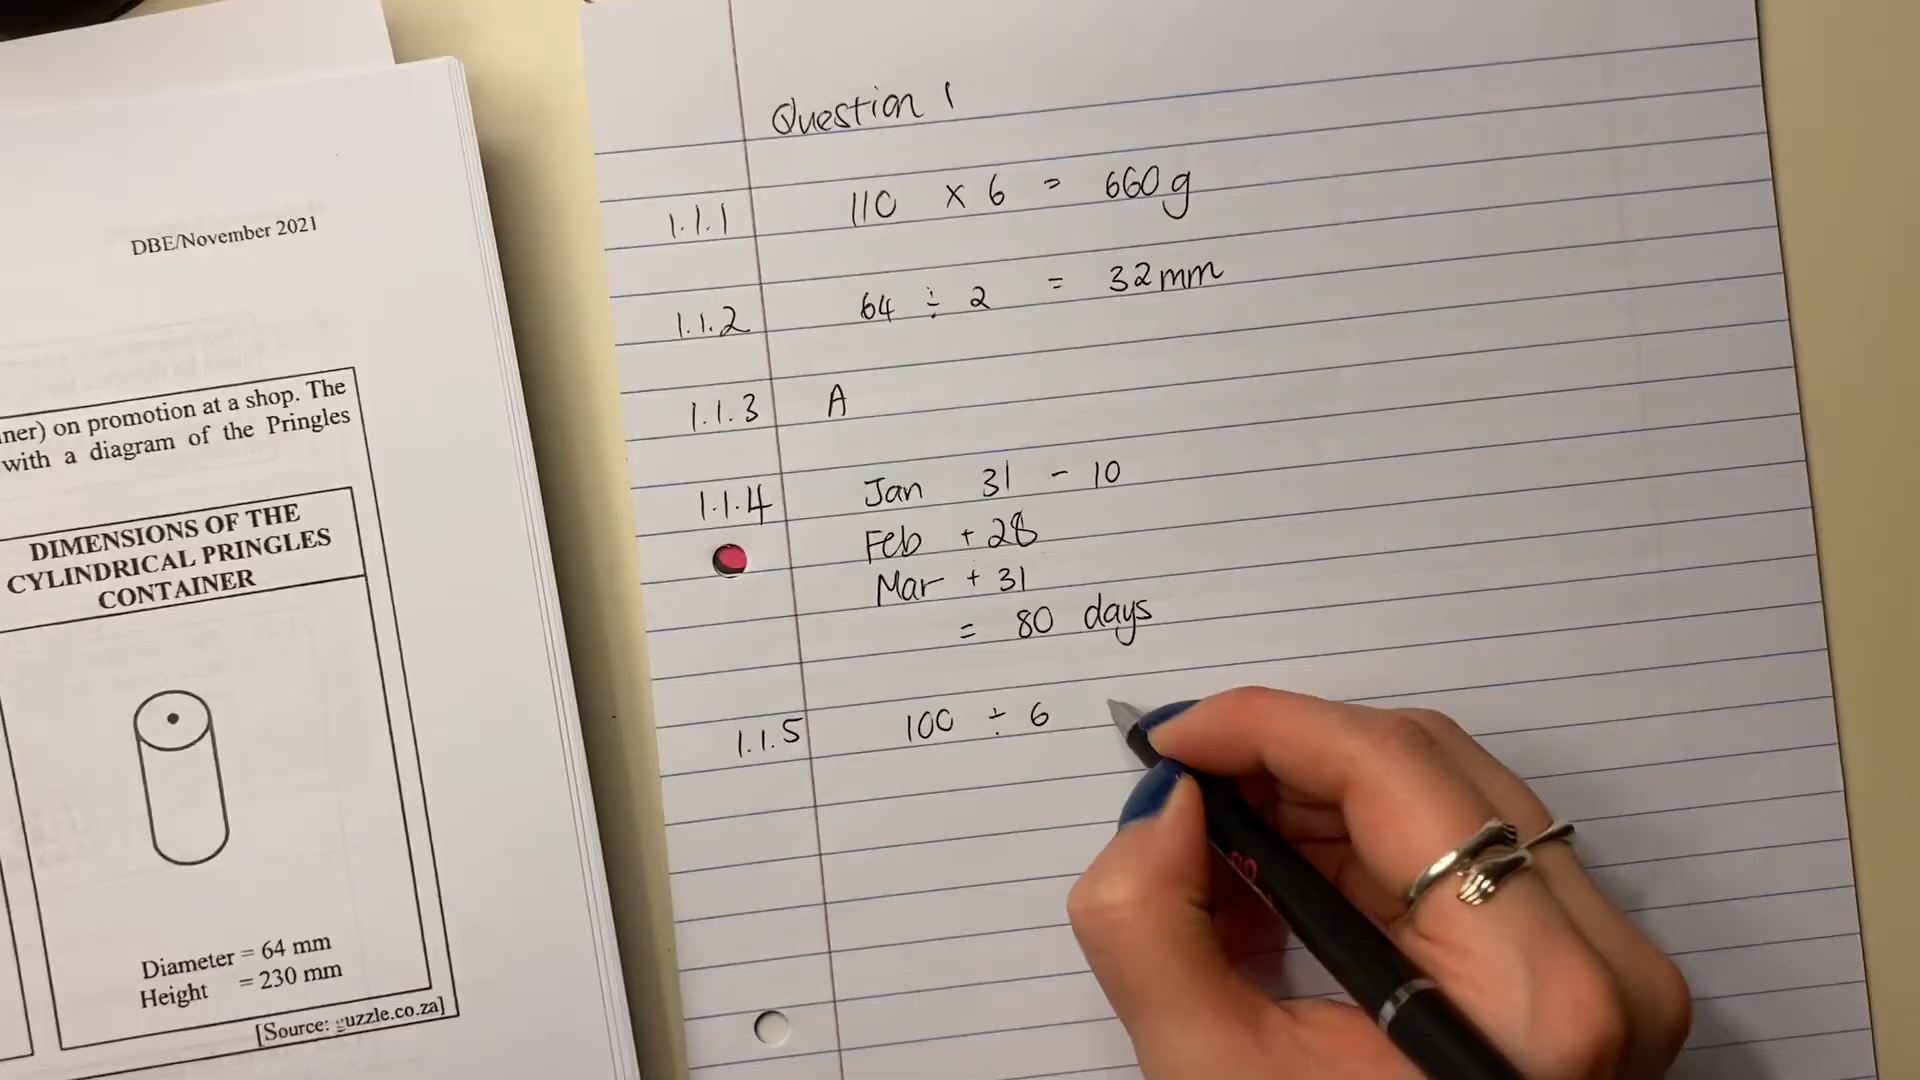 DBE/November 2021
ner) on promotion at a shop. The
with a diagram of the Pringles
DIMENSIONS OF THE
CYLINDRICAL PRINGLES
CONTAINER
Diameter = 64 mm
Height = 230 mm
[Source: guzzle.co.za]
Question 1
1.1.1 110 x 6 = 660g
1.1.2 64 ÷ 2 = 32mm
1.1.3 A
1.1.4 Jan 31 - 10
Feb + 28
Mar + 31
= 80 days
1.1.5 100 ÷ 6